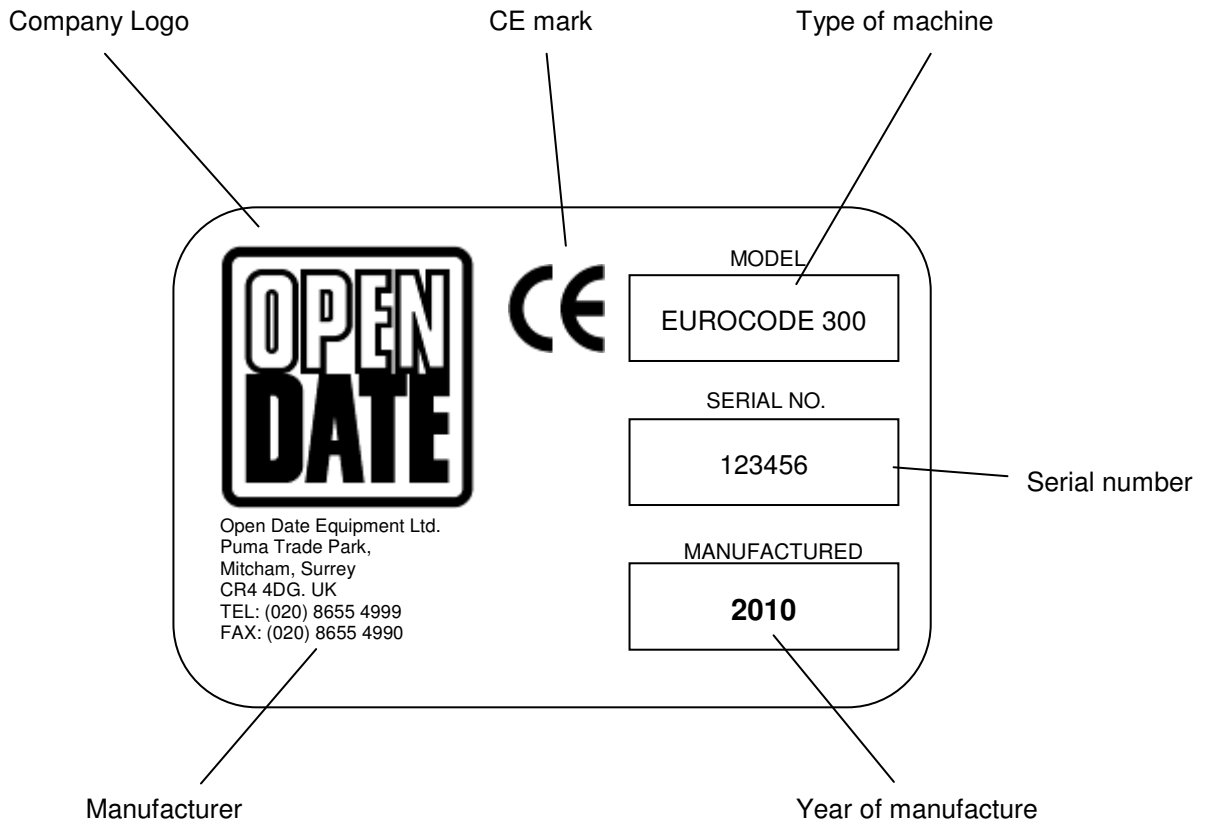 Company Logo
CE mark
Type of machine
OPEN
DATE
CE
MODEL
EUROCODE 300
SERIAL NO.
123456
Serial number
Open Date Equipment Ltd.
Puma Trade Park,
Mitcham, Surrey
CR4 4DG. UK
TEL: (020) 8655 4999
FAX: (020) 8655 4990
MANUFACTURED
2010
Manufacturer
Year of manufacture